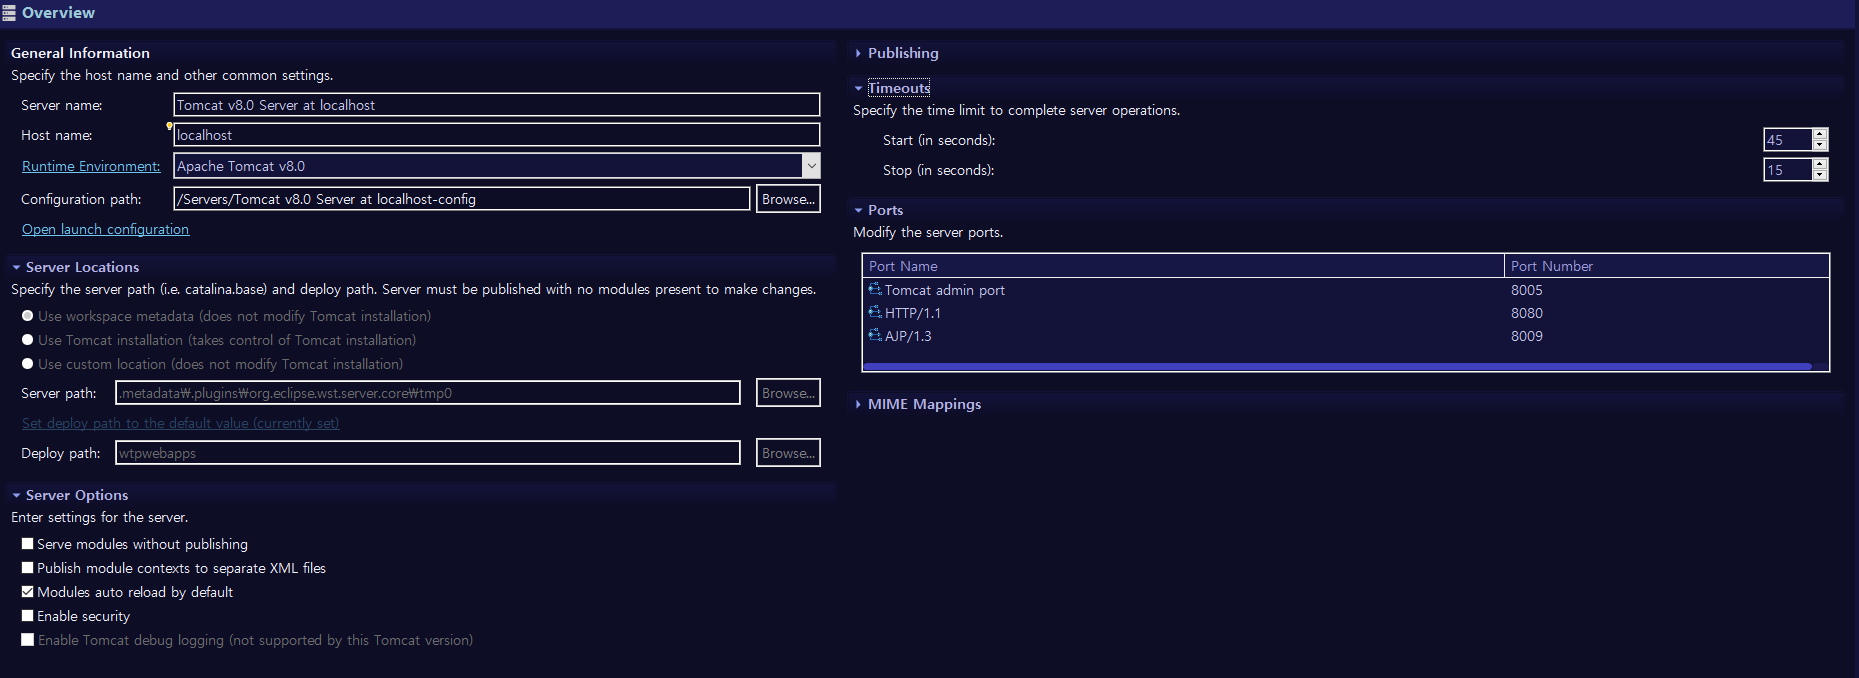 Overview
General Information
Specify the host name and other common settings.
Server name: Tomcat v8.0 Server at localhost
Host name: localhost
Runtime Environment: Apache Tomcat v8.0
Configuration path: /Servers/Tomcat v8.0 Server at localhost-config Browse...
Open launch configuration
Server Locations
Specify the server path (i.e. catalina.base) and deploy path. Server must be published with no modules present to make changes.
Use workspace metadata (does not modify Tomcat installation)
Use Tomcat installation (takes control of Tomcat installation)
Use custom location (does not modify Tomcat installation)
Server path: .metadata₩.plugins₩org.eclipse.wst.server.core₩tmp0 Browse...
Set deploy path to the default value (currently set)
Deploy path: wtpwebapps Browse...
Server Options
Enter settings for the server.
Serve modules without publishing
Publish module contexts to separate XML files
Modules auto reload by default
Enable security
Enable Tomcat debug logging (not supported by this Tomcat version)
Publishing
Timeouts
Specify the time limit to complete server operations.
Start (in seconds): 45
Stop (in seconds): 15
Ports
Modify the server ports.
Port Name Port Number
Tomcat admin port 8005
HTTP/1.1 8080
AJP/1.3 8009
MIME Mappings